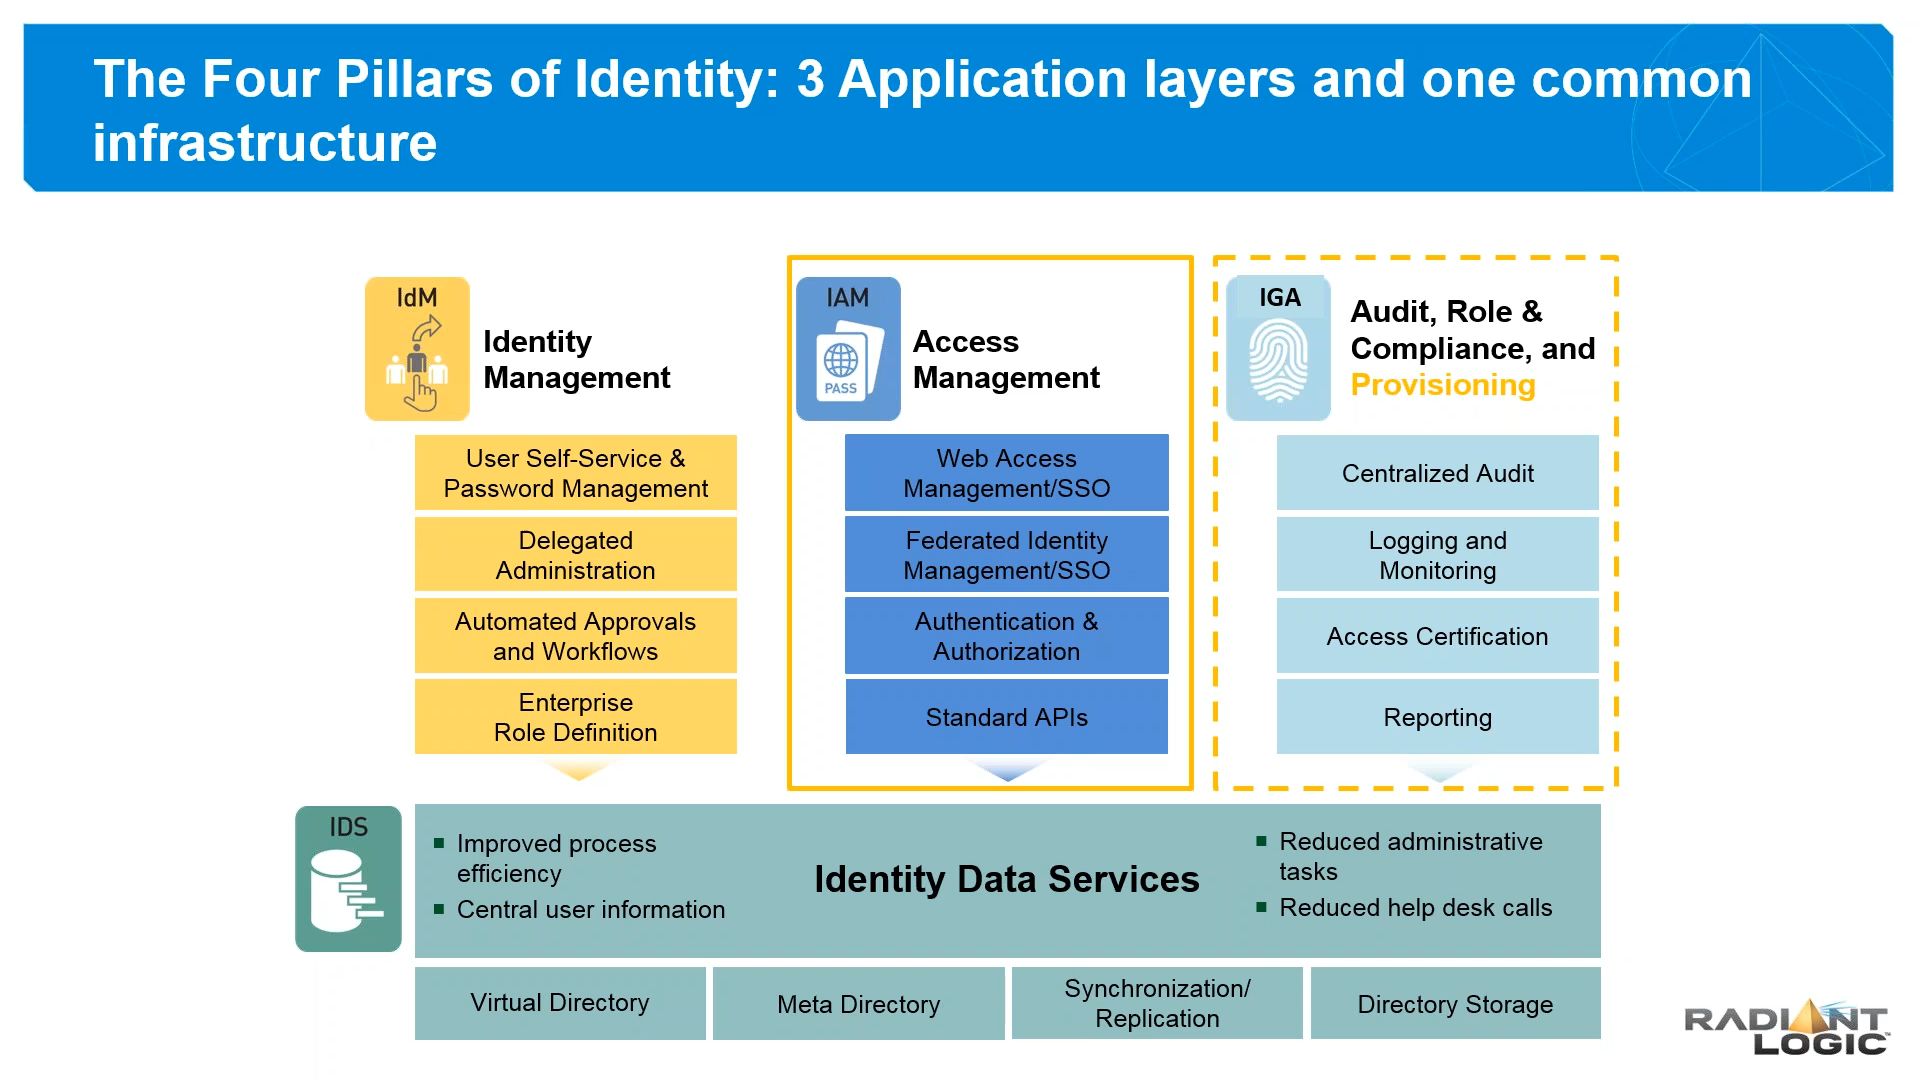 The Four Pillars of Identity: 3 Application layers and one common
infrastructure
IdM
Identity
Management
User Self-Service &
Password Management
Delegated
Administration
Automated Approvals
and Workflows
Enterprise
Role Definition
IAM
PASS
Access
Management
Web Access
Management/SSO
Federated Identity
Management/SSO
Authentication &
Authorization
Standard APIs
IGA
Audit, Role &
Compliance, and
Provisioning
Centralized Audit
Logging and
Monitoring
Access Certification
Reporting
IDS
▪ Improved process
efficiency
▪ Central user information
Identity Data Services
▪ Reduced administrative
tasks
▪ Reduced help desk calls
Virtual Directory
Meta Directory
Synchronization/
Replication
Directory Storage
RADIANT
LOGIC™